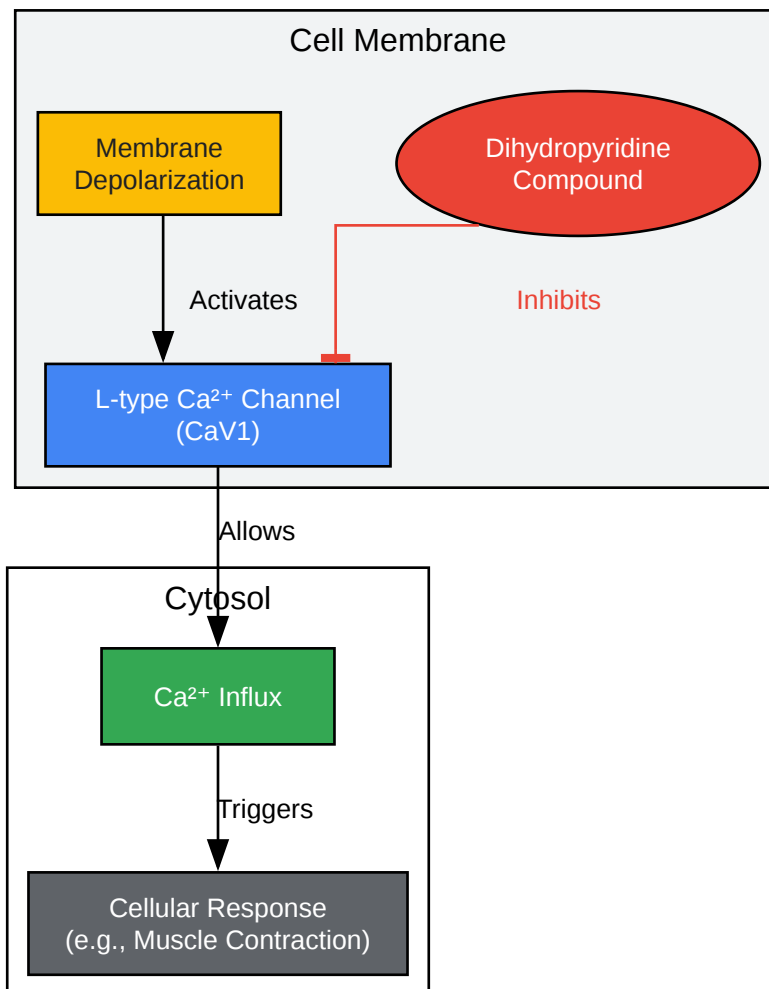 Cell Membrane
Membrane
Depolarization
Dihydropyridine
Compound
Activates
Inhibits
L-type Ca²⁺ Channel
(CaV1)
Allows
Cytosol
Ca²⁺ Influx
Triggers
Cellular Response
(e.g., Muscle Contraction)